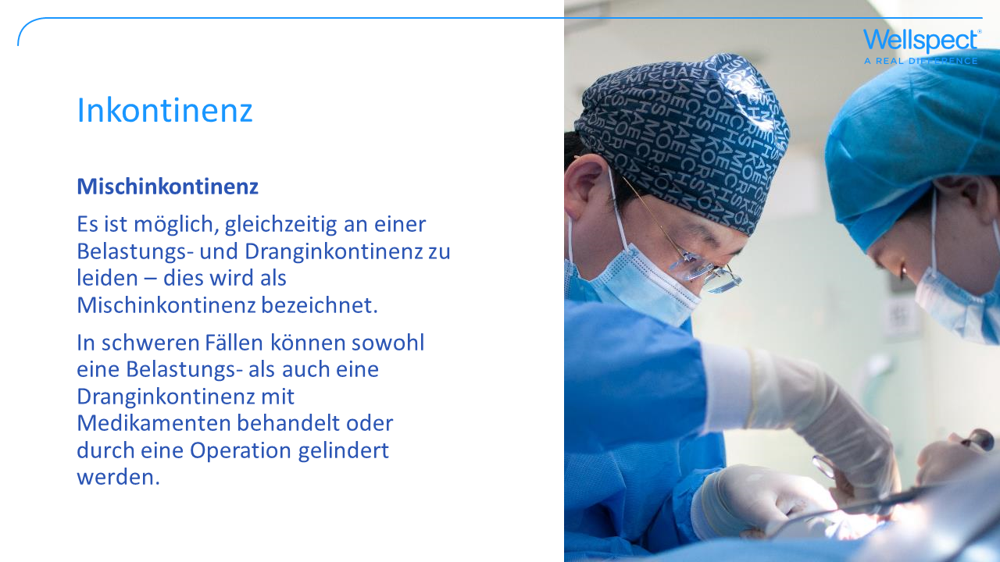 Wellspect®
A REAL DIFFERENCE
Inkontinenz
Mischinkontinenz
Es ist möglich, gleichzeitig an einer
Belastungs- und Dranginkontinenz zu
leiden – dies wird als
Mischinkontinenz bezeichnet.
In schweren Fällen können sowohl
eine Belastungs- als auch eine
Dranginkontinenz mit
Medikamenten behandelt oder
durch eine Operation gelindert
werden.
MICHAEL KORS